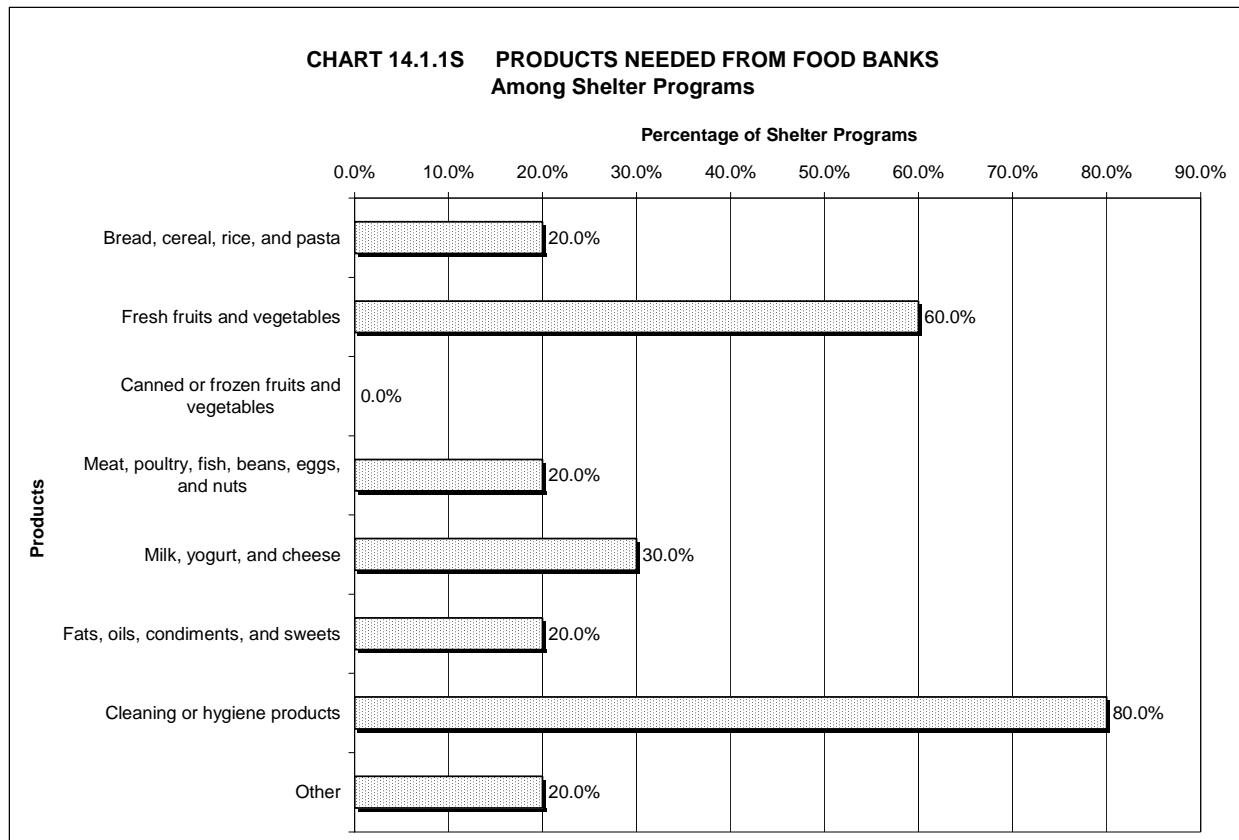 CHART 14.1.1S PRODUCTS NEEDED FROM FOOD BANKS
Among Shelter Programs
Percentage of Shelter Programs
0.0% 10.0% 20.0% 30.0% 40.0% 50.0% 60.0% 70.0% 80.0% 90.0%
Products
Bread, cereal, rice, and pasta 20.0%
Fresh fruits and vegetables 60.0%
Canned or frozen fruits and
vegetables 0.0%
Meat, poultry, fish, beans, eggs,
and nuts 20.0%
Milk, yogurt, and cheese 30.0%
Fats, oils, condiments, and sweets 20.0%
Cleaning or hygiene products 80.0%
Other 20.0%